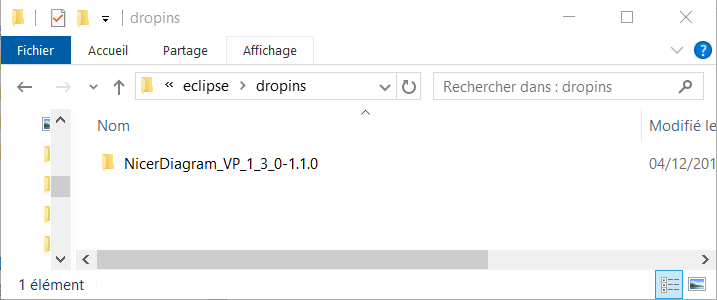 dropins
Fichier Accueil Partage Affichage
« eclipse > dropins Rechercher dans : dropins
Nom Modifié le
NicerDiagram_VP_1_3_0-1.1.0 04/12/201
1 élément